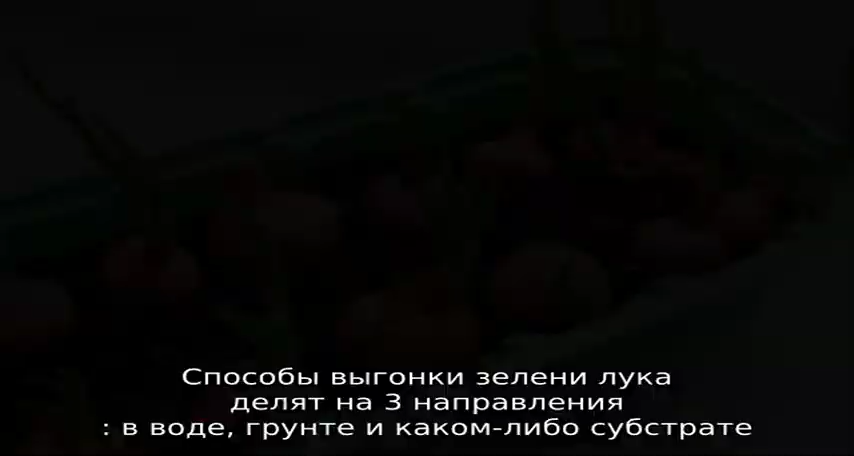 Способы выгонки зелени лука
делят на 3 направления
: в воде, грунте и каком-либо субстрате